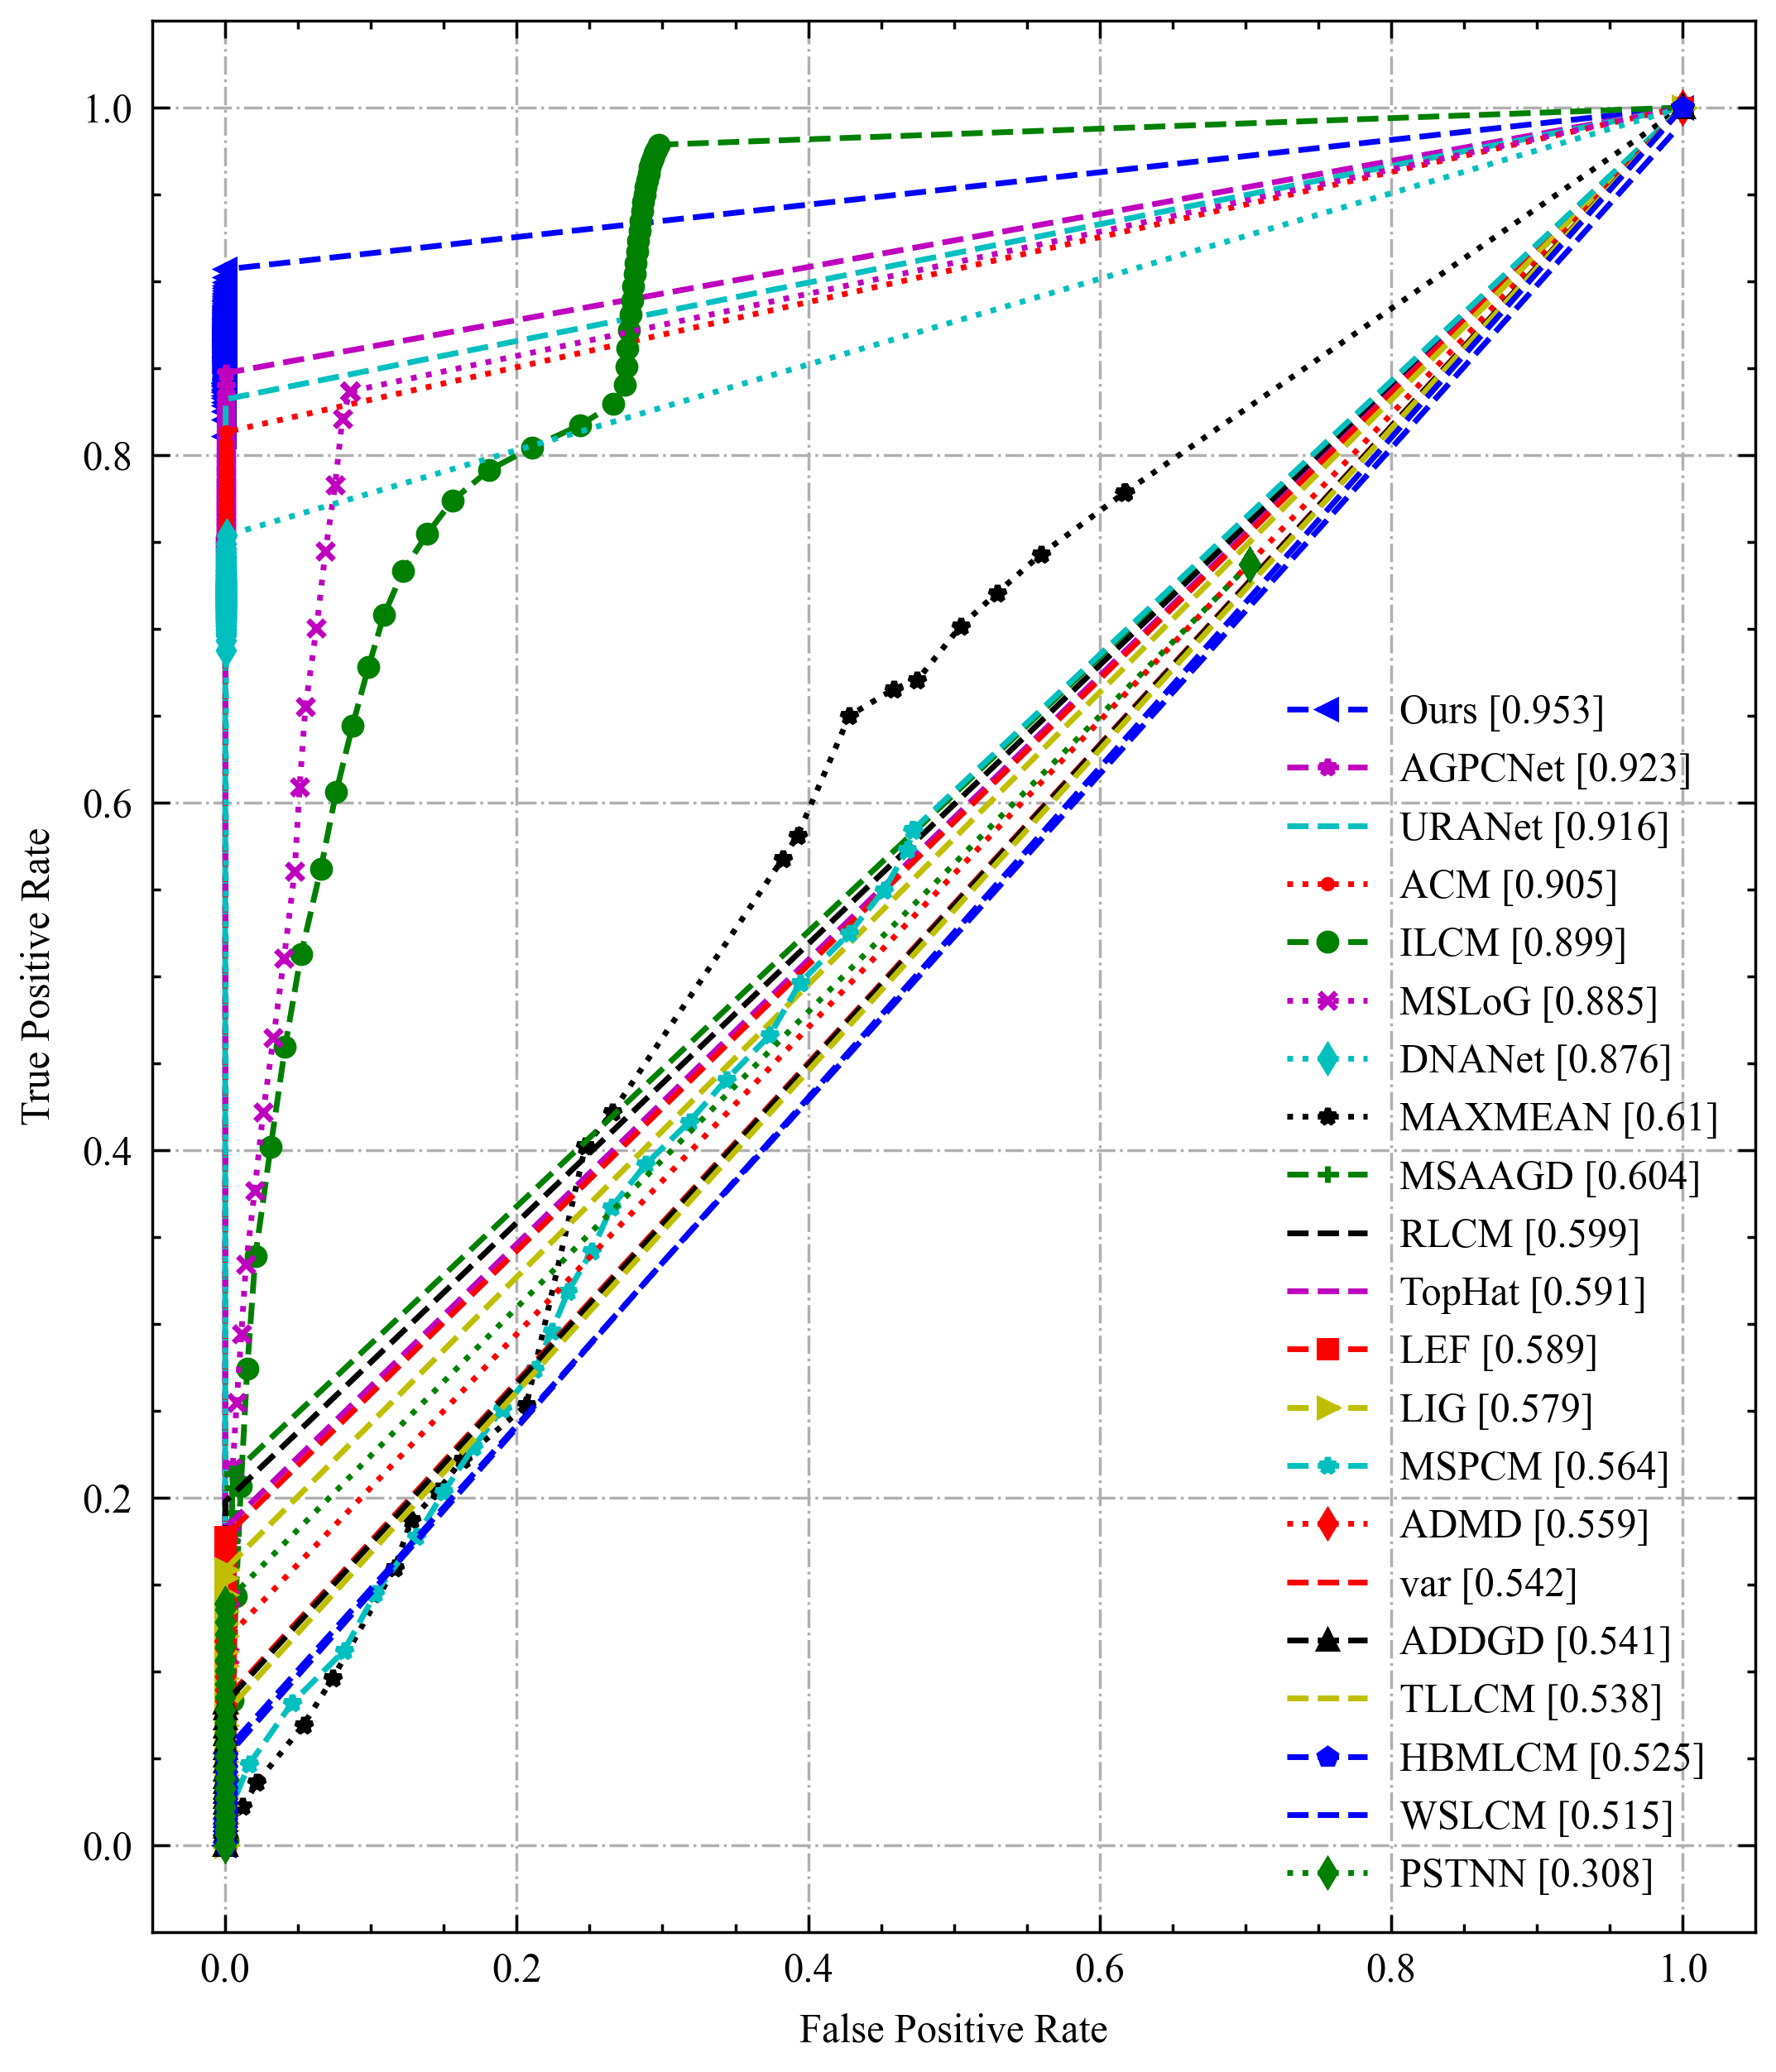 1.0
0.8
0.6
0.4
0.2
0.0
True Positive Rate
Ours [0.953]
AGPCNet [0.923]
URANet [0.916]
ACM [0.905]
ILCM [0.899]
MSLoG [0.885]
DNANet [0.876]
MAXMEAN [0.61]
MSAAGD [0.604]
RLCM [0.599]
TopHat [0.591]
LEF [0.589]
LIG [0.579]
MSPCM [0.564]
ADMD [0.559]
var [0.542]
ADDGD [0.541]
TLLCM [0.538]
HBMLCM [0.525]
WSLCM [0.515]
PSTNN [0.308]
0.0 0.2 0.4 0.6 0.8 1.0
False Positive Rate